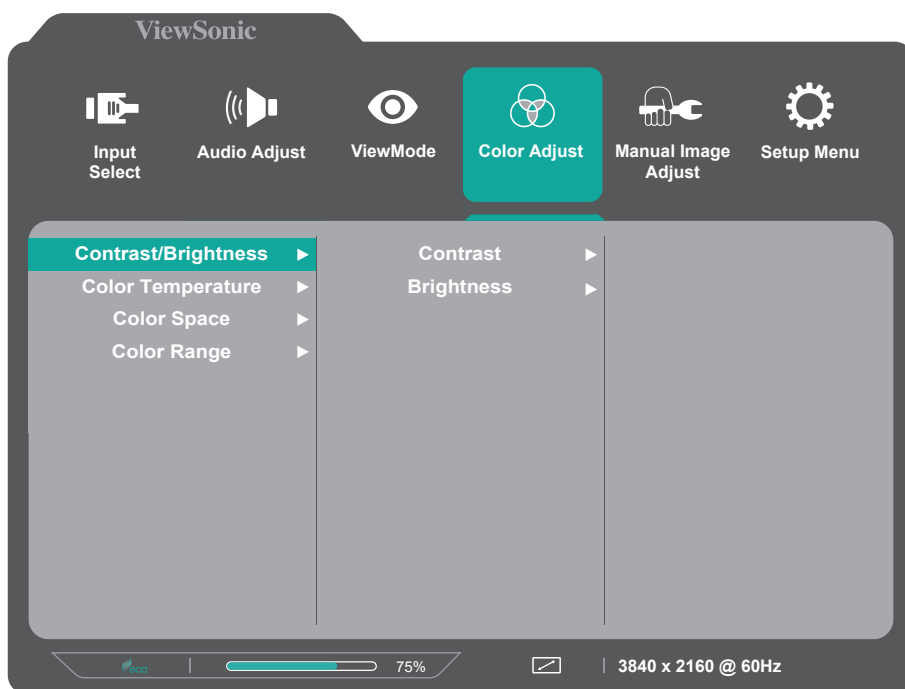 ViewSonic
Input
Select
Audio Adjust
ViewMode
Color Adjust
Manual Image
Adjust
Setup Menu
Contrast/Brightness
Contrast
Color Temperature
Brightness
Color Space
Color Range
eco
75%
3840 x 2160 @ 60Hz